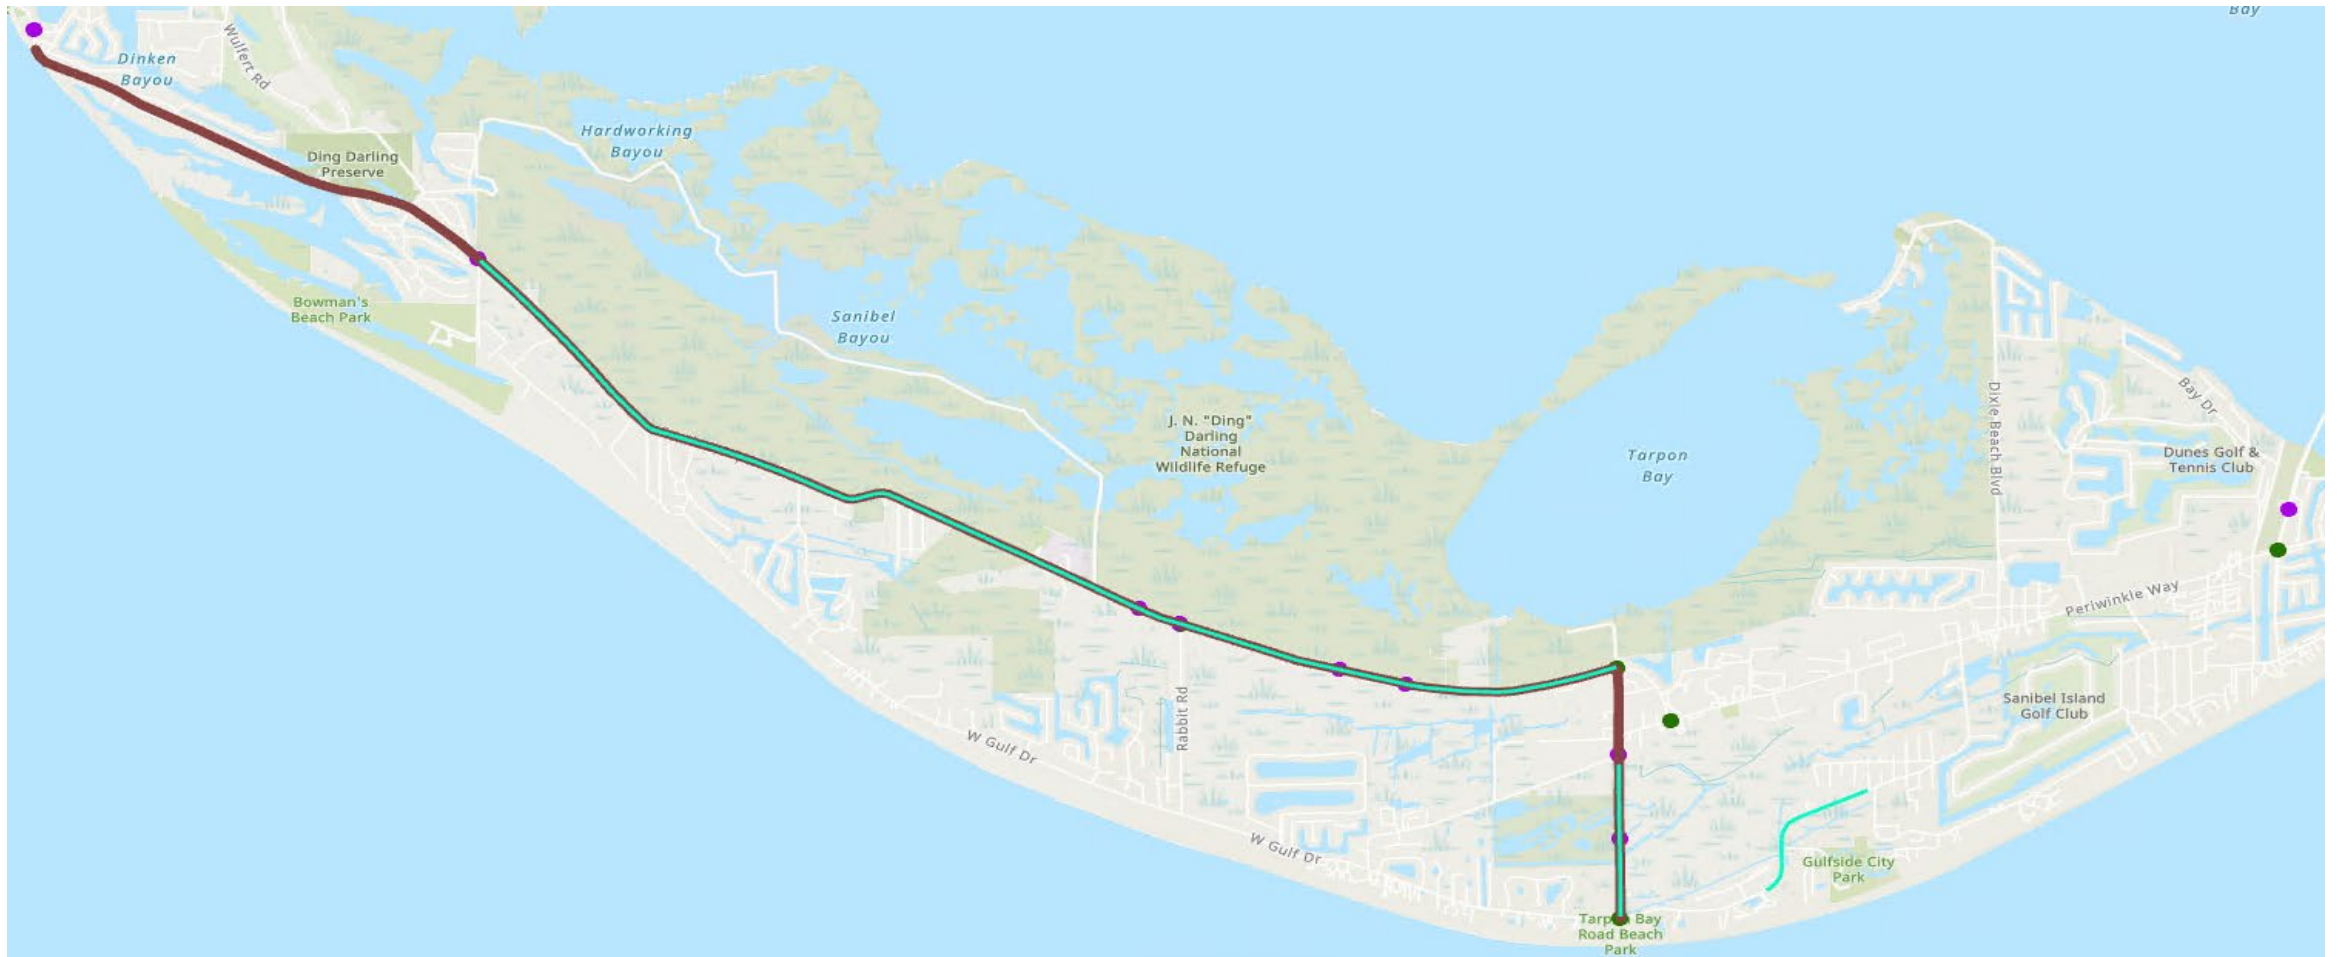 Bay
Wulfert Rd
Dinken
Bayou
Hardworking
Bayou
Ding Darling
Preserve
Bowman's
Beach Park
Sanibel
Bayou
J. N. "Ding"
Darling
National
Wildlife Refuge
Tarpon
Bay
Dixie Beach Blvd
Bay Dr
Dunes Golf &
Tennis Club
Periwinkle Way
Rabbit Rd
Sanibel Island
Golf Club
W Gulf Dr
W Gulf Dr
Gulfside City
Park
Tarpon Bay
Road Beach
Park